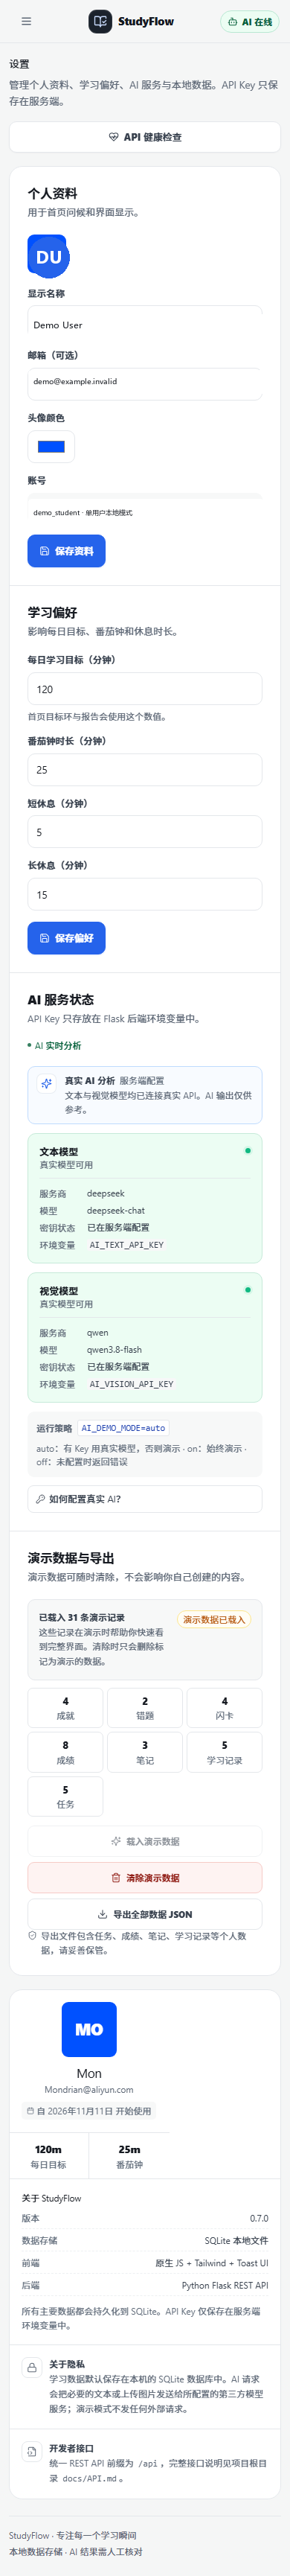 StudyFlow
AI 在线
设置
管理个人资料、学习偏好、AI 服务与本地数据。API Key 只保
存在服务端。
API 健康检查
个人资料
用于首页问候和界面显示。
DU
显示名称
Demo User
邮箱（可选）
demo@example.invalid
头像颜色
账号
demo_student · 单用户本地模式
保存资料
学习偏好
影响每日目标、番茄钟和休息时长。
每日学习目标（分钟）
120
首页目标环与报告会使用这个数值。
番茄钟时长（分钟）
25
短休息（分钟）
5
长休息（分钟）
15
保存偏好
AI 服务状态
API Key 只存放在 Flask 后端环境变量中。
AI 实时分析
真实 AI 分析 服务端配置
文本与视觉模型均已连接真实 API。AI 输出仅供
参考。
文本模型
真实模型可用
服务商 deepseek
模型 deepseek-chat
密钥状态 已在服务端配置
环境变量 AI_TEXT_API_KEY
视觉模型
真实模型可用
服务商 qwen
模型 qwen3.8-flash
密钥状态 已在服务端配置
环境变量 AI_VISION_API_KEY
运行策略 AI_DEMO_MODE=auto
auto：有 Key 用真实模型，否则演示 · on：始终演示 ·
off：未配置时返回错误
如何配置真实 AI?
演示数据与导出
演示数据可随时清除，不会影响你自己创建的内容。
已载入 31 条演示记录
演示数据已载入
这些记录在演示时帮助你快速看
到完整界面。清除时只会删除标
记为演示的数据。
4 2 4
成就 错题 闪卡
8 3 5
成绩 笔记 学习记录
5
任务
载入演示数据
清除演示数据
导出全部数据 JSON
导出文件包含任务、成绩、笔记、学习记录等个人数
据，请妥善保管。
MO
Mon
Mondrian@aliyun.com
自 2026年11月11日 开始使用
120m 25m
每日目标 番茄钟
关于 StudyFlow
版本 0.7.0
数据存储 SQLite 本地文件
前端 原生 JS + Tailwind + Toast UI
后端 Python Flask REST API
所有主要数据都会持久化到 SQLite。API Key 仅保存在服务端
环境变量中。
关于隐私
学习数据默认保存在本机的 SQLite 数据库中。AI 请求
会把必要的文本或上传图片发送给所配置的第三方模型
服务；演示模式不发任何外部请求。
开发者接口
统一 REST API 前缀为 /api，完整接口说明见项目根目
录 docs/API.md。
StudyFlow · 专注每一个学习瞬间
本地数据存储 · AI 结果需人工核对